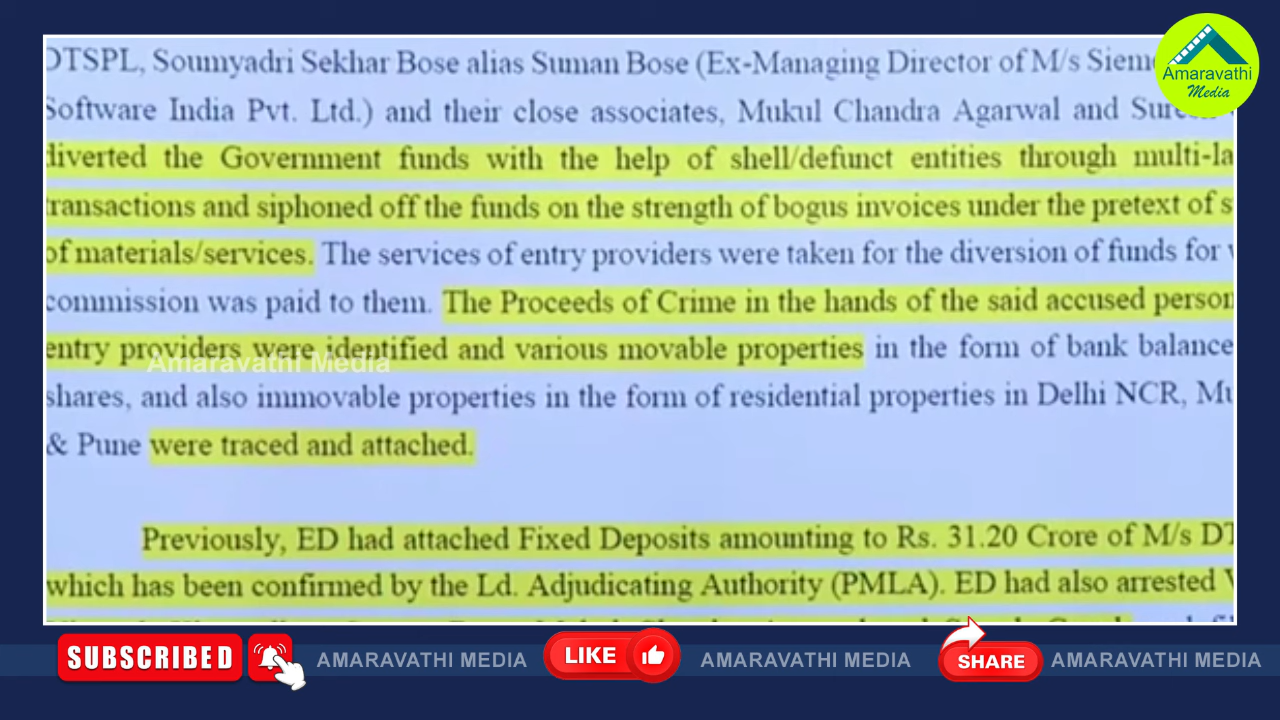 DTSPL, Soumyadri Sekhar Bose alias Suman Bose (Ex-Managing Director of M/s Siem
Software India Pvt. Ltd.) and their close associates, Mukul Chandra Agarwal and
diverted the Government funds with the help of shell/defunct entities through multi-la
transactions and siphoned off the funds on the strength of bogus invoices under the pretext of s
of materials/services. The services of entry providers were taken for the diversion of funds for
commission was paid to them. The Proceeds of Crime in the hands of the said accused person
entry providers were identified and various movable properties in the form of bank balance
Amaravathi Media
shares, and also immovable properties in the form of residential properties in Delhi NCR, Mu
& Pune were traced and attached.
Previously, ED had attached Fixed Deposits amounting to Rs. 31.20 Crore of M/s DT
which has been confirmed by the Ld. Adjudicating Authority (PMLA). ED had also arrested V
Amaravathi
Media
SUBSCRIBED AMARAVATHI MEDIA LIKE AMARAVATHI MEDIA SHARE AMARAVATHI MEDIA